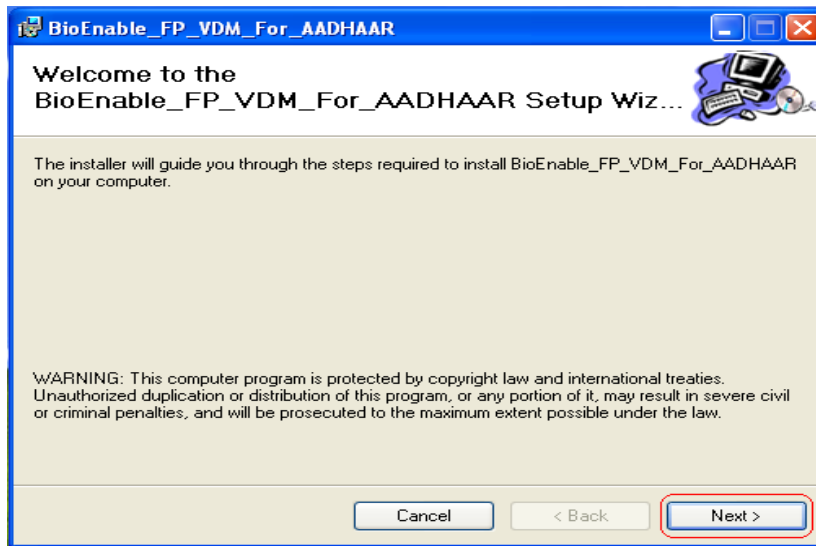 BioEnable_FP_VDM_For_AADHAAR
Welcome to the
BioEnable_FP_VDM_For_AADHAAR Setup Wiz...
The installer will guide you through the steps required to install BioEnable_FP_VDM_For_AADHAAR
on your computer.
WARNING: This computer program is protected by copyright law and international treaties.
Unauthorized duplication or distribution of this program, or any portion of it, may result in severe civil
or criminal penalties, and will be prosecuted to the maximum extent possible under the law.
Cancel < Back Next >